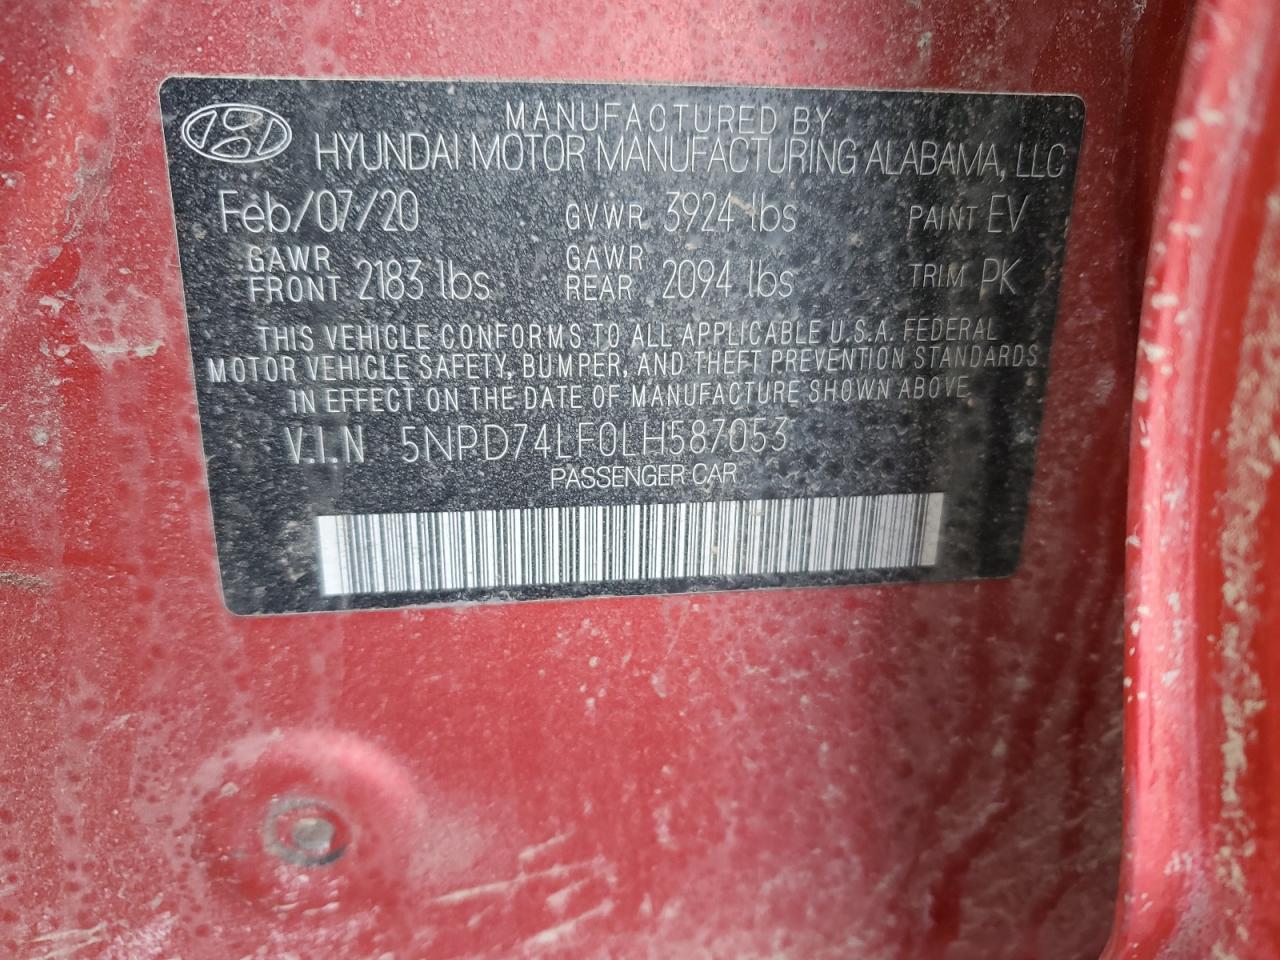 MANUFACTURED BY
HYUNDAI MOTOR MANUFACTURING ALABAMA, LLC
Feb/07/20 GVWR 3924 lbs PAINT EV
GAWR FRONT 2183 lbs GAWR REAR 2094 lbs TRIM PK
THIS VEHICLE CONFORMS TO ALL APPLICABLE U.S.A. FEDERAL
MOTOR VEHICLE SAFETY, BUMPER, AND THEFT PREVENTION STANDARDS
IN EFFECT ON THE DATE OF MANUFACTURE SHOWN ABOVE
V.I.N 5NPD74LF0LH587053
PASSENGER CAR